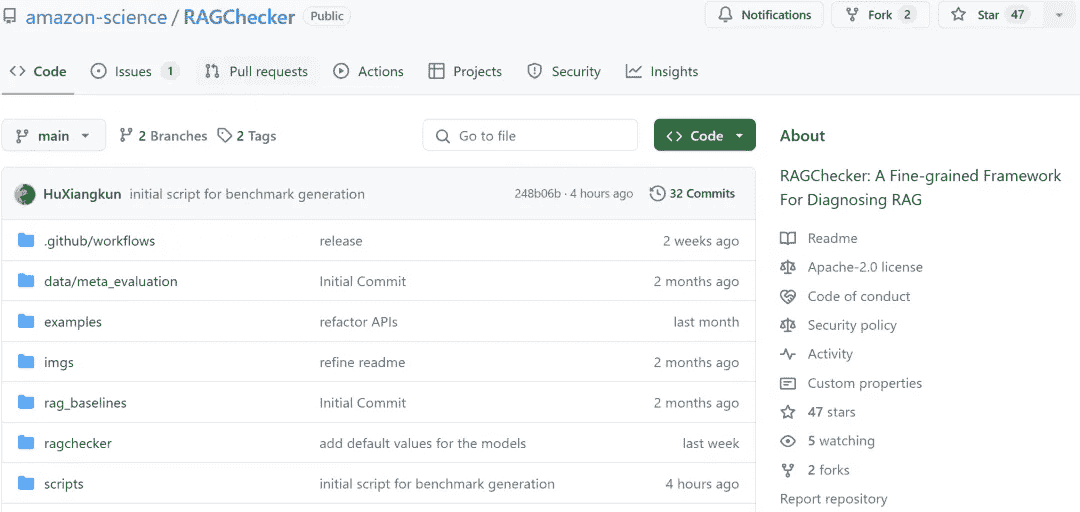 amazon-science / RAGChecker Public Notifications Fork 2 Star 47
Code Issues 1 Pull requests Actions Projects Security Insights
main 2 Branches 2 Tags Go to file Code
HuXiangkun initial script for benchmark generation 248b06b · 4 hours ago 32 Commits
.github/workflows release 2 weeks ago
data/meta_evaluation Initial Commit 2 months ago
examples refactor APIs last month
imgs refine readme 2 months ago
rag_baselines Initial Commit 2 months ago
ragchecker add default values for the models last week
scripts initial script for benchmark generation 4 hours ago
About
RAGChecker: A Fine-grained Framework
For Diagnosing RAG
Readme
Apache-2.0 license
Code of conduct
Security policy
Activity
Custom properties
47 stars
5 watching
2 forks
Report repository